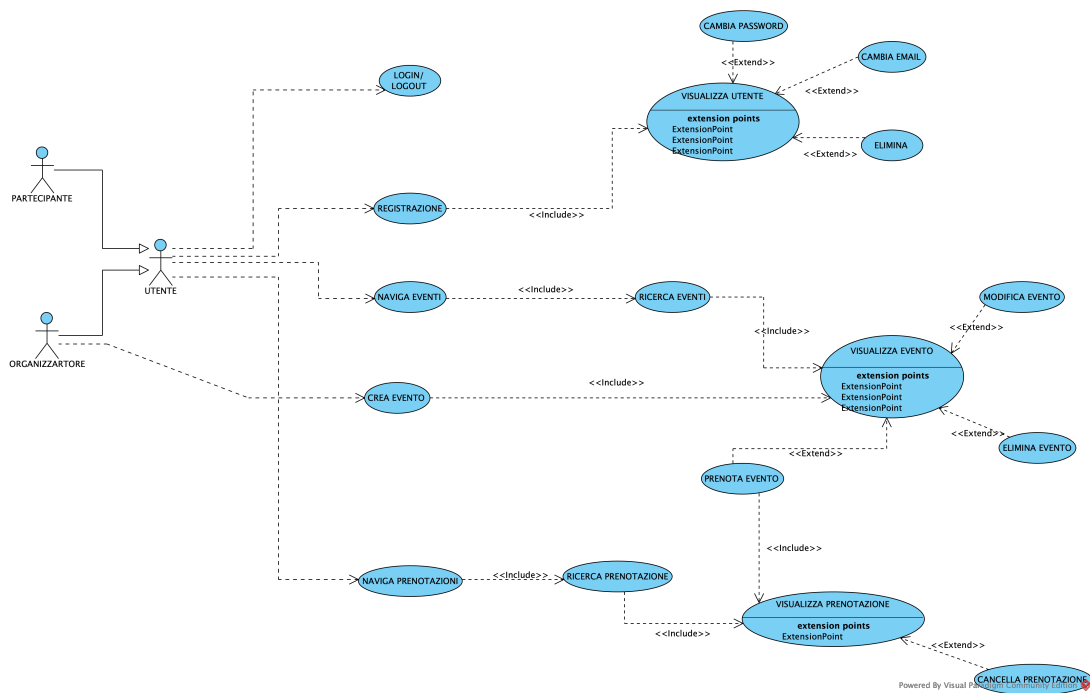 CAMBIA PASSWORD
<<Extend>>
CAMBIA EMAIL
<<Extend>>
LOGIN/
LOGOUT
VISUALIZZA UTENTE
extension points
ExtensionPoint
ExtensionPoint
ExtensionPoint
ELIMINA
<<Extend>>
PARTECIPANTE
REGISTRAZIONE
<<Include>>
UTENTE
NAVIGA EVENTI
<<Include>>
RICERCA EVENTI
MODIFICA EVENTO
<<Extend>>
<<Include>>
ORGANIZZARTORE
VISUALIZZA EVENTO
extension points
ExtensionPoint
ExtensionPoint
ExtensionPoint
CREA EVENTO
<<Include>>
<<Extend>>
ELIMINA EVENTO
<<Extend>>
PRENOTA EVENTO
<<Include>>
NAVIGA PRENOTAZIONI
<<Include>>
RICERCA PRENOTAZIONE
<<Include>>
VISUALIZZA PRENOTAZIONE
extension points
ExtensionPoint
<<Extend>>
CANCELLA PRENOTAZIONE
Powered By Visual Paradigm Community Edition